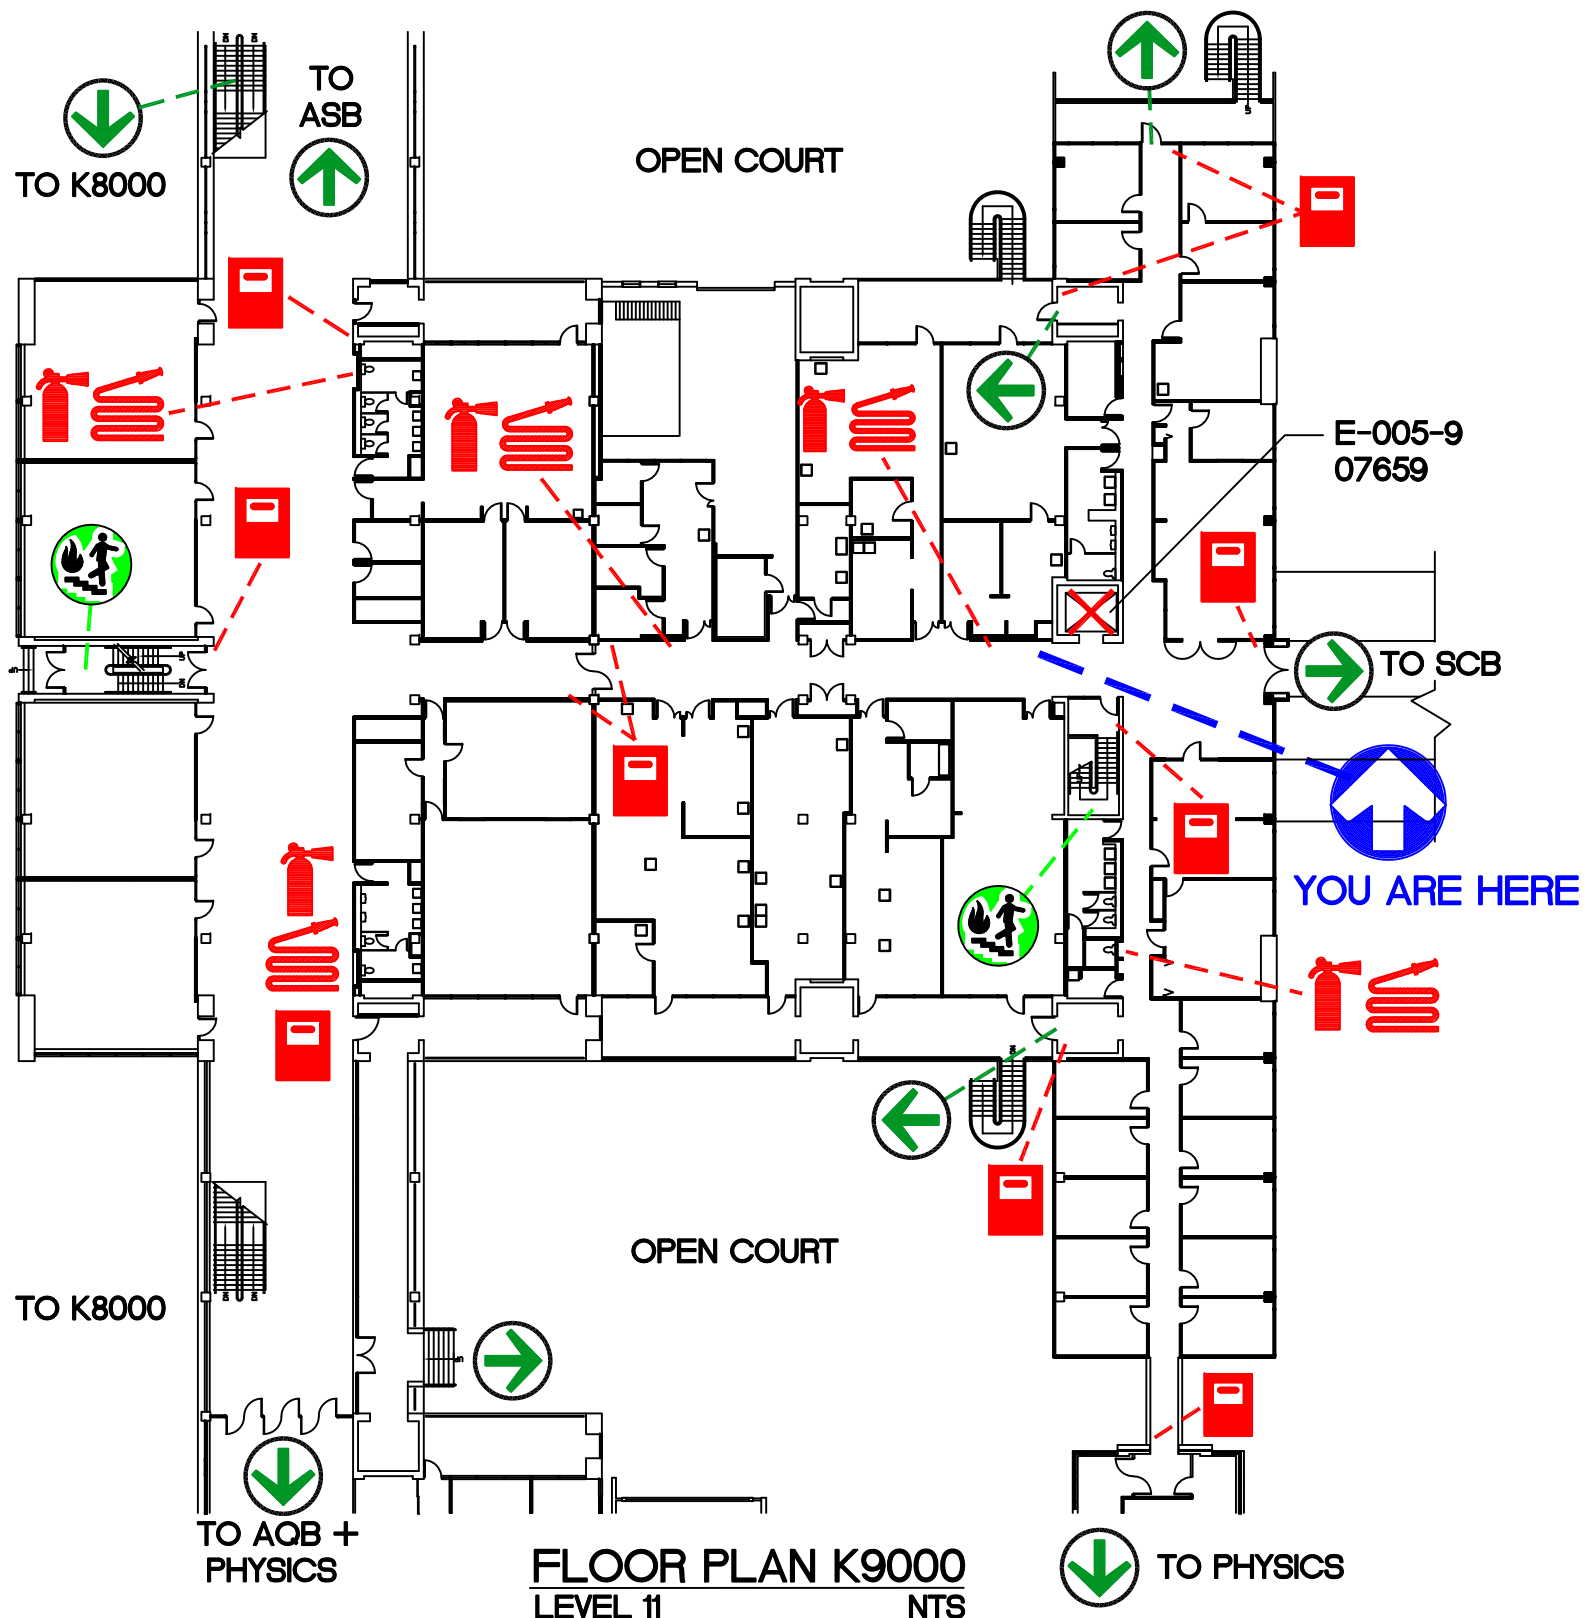 TO
ASB
TO K8000
OPEN COURT
E-005-9
07659
TO SCB
YOU ARE HERE
OPEN COURT
TO K8000
TO AQB +
PHYSICS
FLOOR PLAN K9000
LEVEL 11 NTS
TO PHYSICS